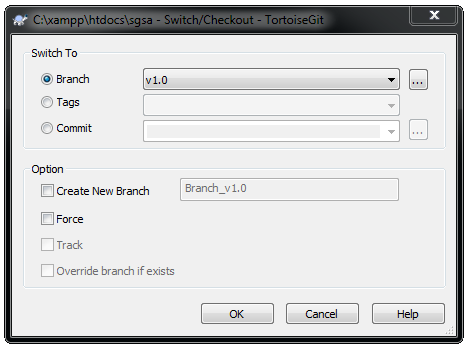 C:\xampp\htdocs\sgsa - Switch/Checkout - TortoiseGit
Switch To
Branch
v1.0
...
Tags
Commit
...
Option
Create New Branch
Branch_v1.0
Force
Track
Override branch if exists
OK
Cancel
Help